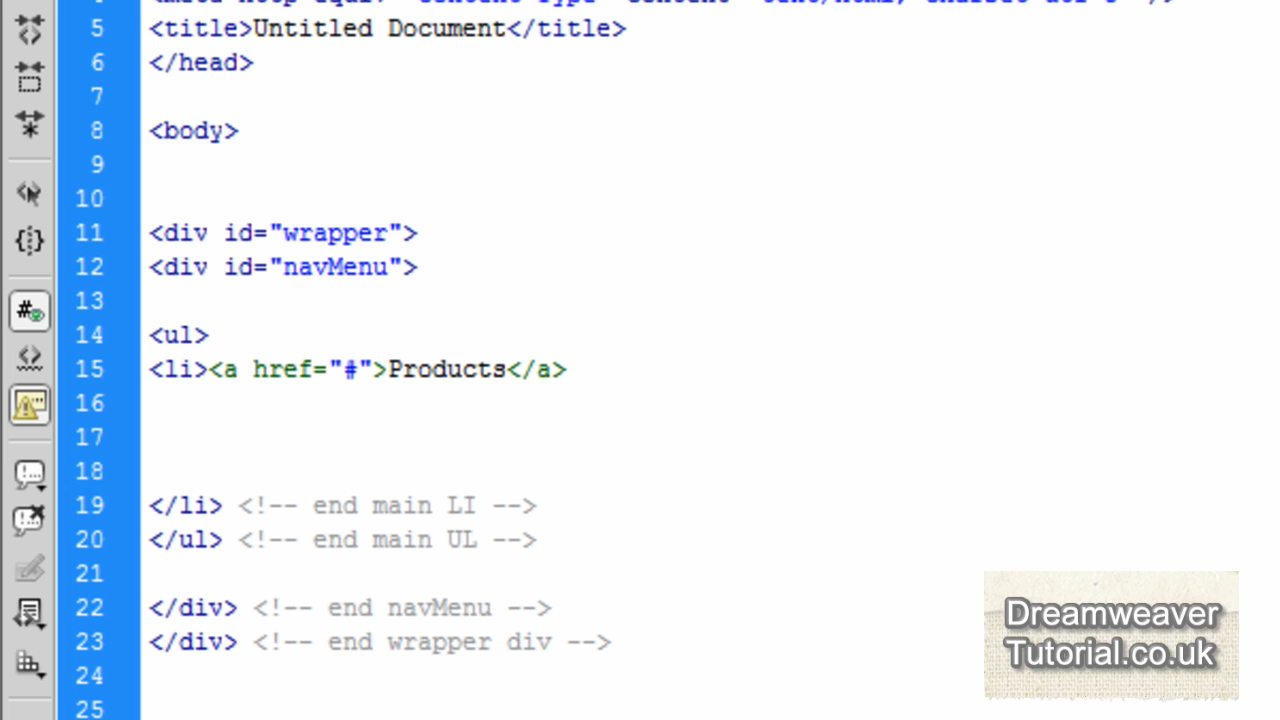 4
5 <title>Untitled Document</title>
6 </head>
7
8 <body>
9
10
11 <div id="wrapper">
12 <div id="navMenu">
13
14 <ul>
15 <li><a href="#">Products</a>
16
17
18
19 </li> <!-- end main LI -->
20 </ul> <!-- end main UL -->
21
22 </div> <!-- end navMenu -->
23 </div> <!-- end wrapper div -->
24
25
Dreamweaver
Tutorial.co.uk